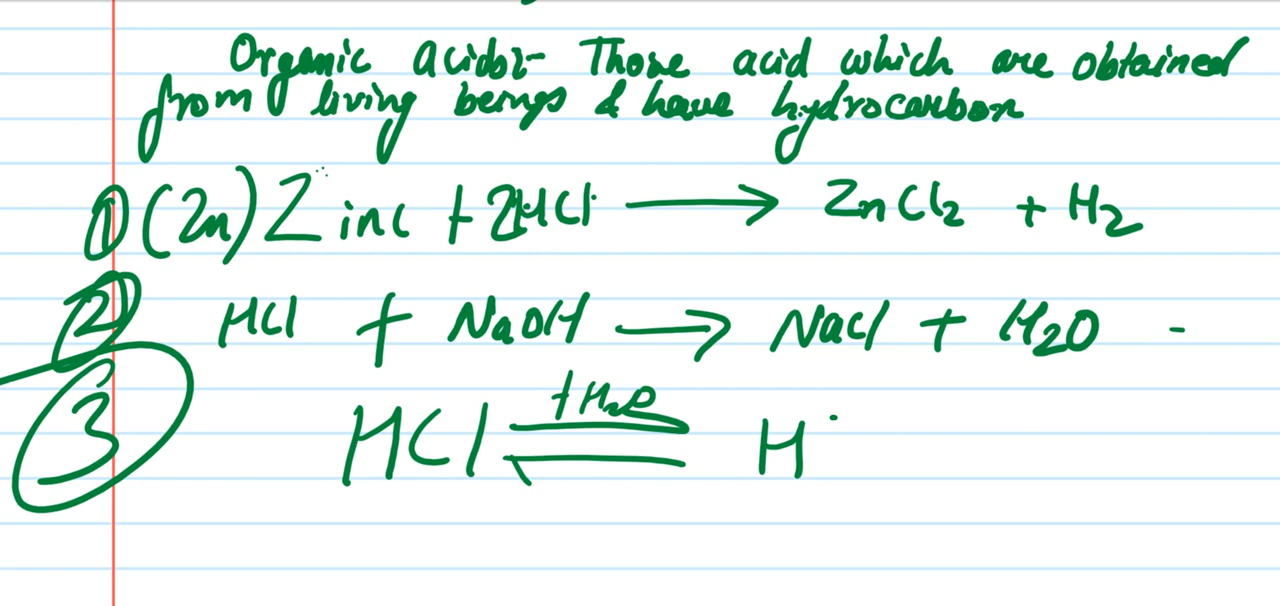 Organic acids:- Those acid which are obtained
from living beings & have hydrocarbon
① (Zn) Zinc + 2HCl ⟶ ZnCl₂ + H₂
② HCl + NaOH ⟶ NaCl + H₂O -
③ HCl ⇌ +H₂O H